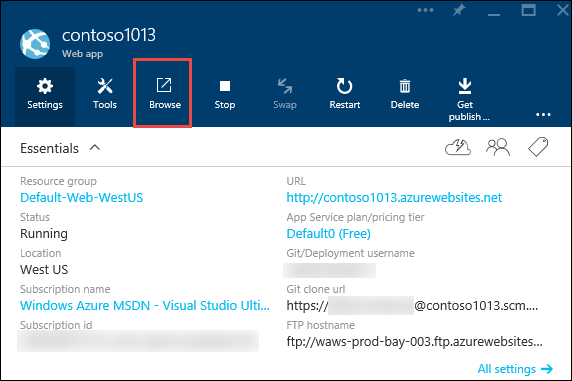 contoso1013
Web app
Settings
Tools
Browse
Stop
Swap
Restart
Delete
Get
publish ...
Essentials
Resource group
Default-Web-WestUS
Status
Running
Location
West US
Subscription name
Windows Azure MSDN - Visual Studio Ulti...
Subscription id
URL
http://contoso1013.azurewebsites.net
App Service plan/pricing tier
Default0 (Free)
Git/Deployment username
Git clone url
https://
@contoso1013.scm....
FTP hostname
ftp://waws-prod-bay-003.ftp.azurewebsites...
All settings